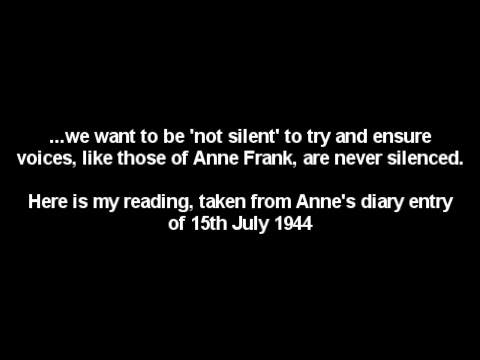 ...we want to be 'not silent' to try and ensure
voices, like those of Anne Frank, are never silenced.
Here is my reading, taken from Anne's diary entry
of 15th July 1944